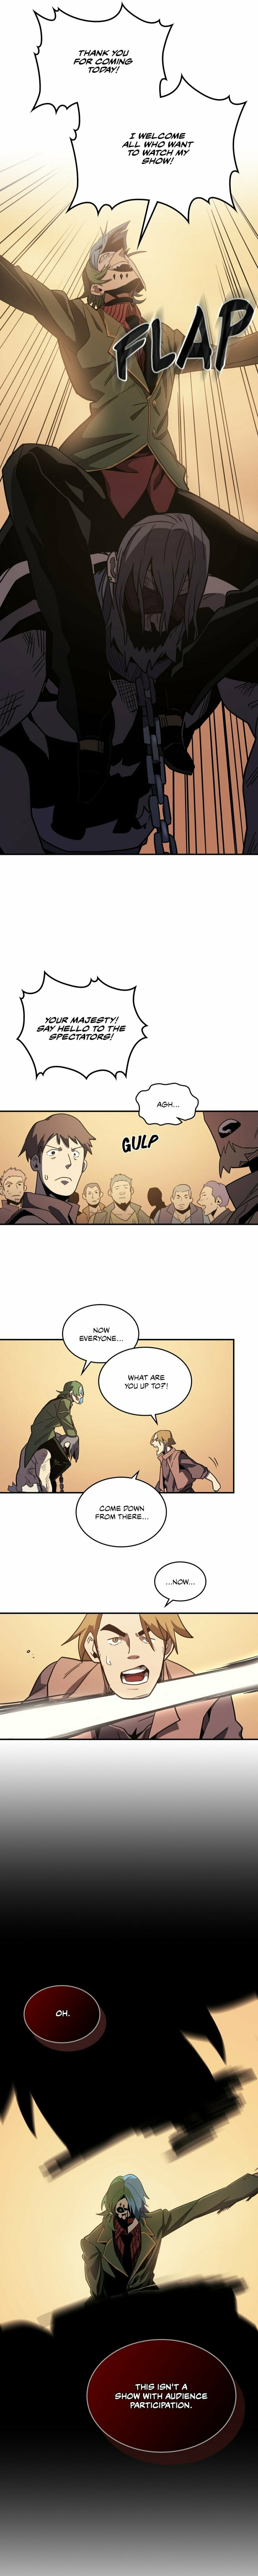 THANK YOU
FOR COMING
TODAY!
I WELCOME
ALL WHO WANT
TO WATCH MY
SHOW!
FLAP
YOUR MAJESTY!
SAY HELLO TO THE
SPECTATORS!
AGH...
GULP
NOW
EVERYONE...
WHAT ARE
YOU UP TO?!
COME DOWN
FROM THERE...
...NOW...
OH.
THIS ISN'T A
SHOW WITH AUDIENCE
PARTICIPATION.